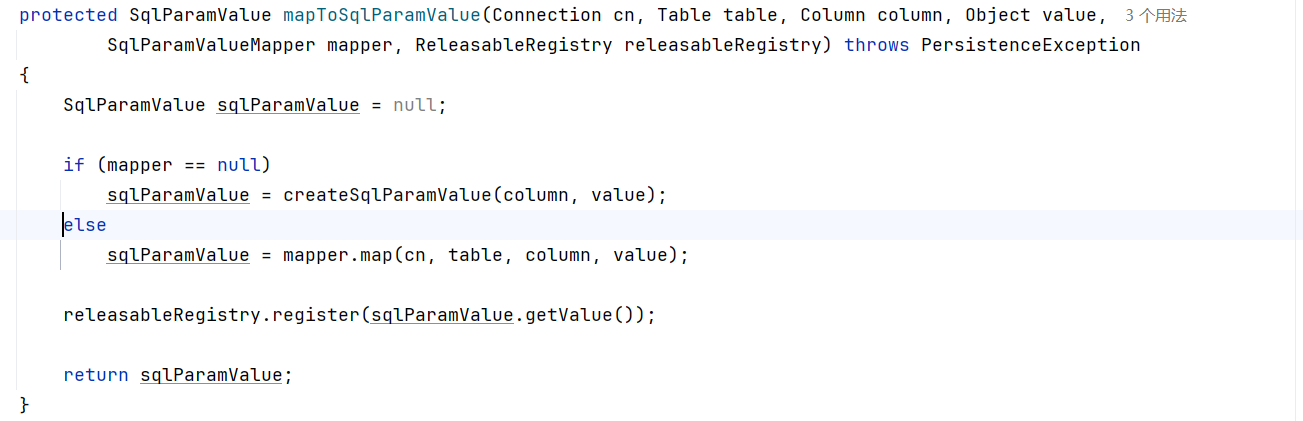 protected SqlParamValue mapToSqlParamValue(Connection cn, Table table, Column column, Object value, 3 个用法
        SqlParamValueMapper mapper, ReleasableRegistry releasableRegistry) throws PersistenceException
{
    SqlParamValue sqlParamValue = null;

    if (mapper == null)
        sqlParamValue = createSqlParamValue(column, value);
    else
        sqlParamValue = mapper.map(cn, table, column, value);

    releasableRegistry.register(sqlParamValue.getValue());

    return sqlParamValue;
}